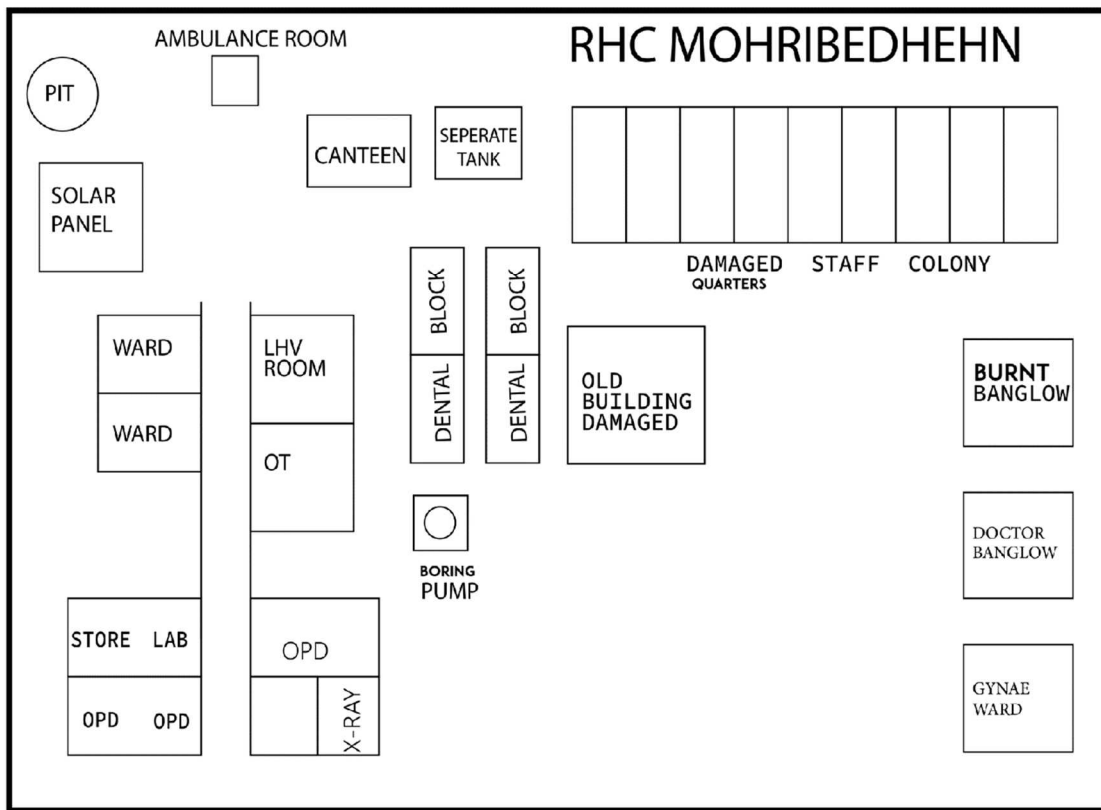 RHC MOHRIBEDHEHN
AMBULANCE ROOM
PIT
CANTEEN
SEPERATE
TANK
SOLAR
PANEL
DAMAGED STAFF COLONY
QUARTERS
BLOCK
DENTAL
BLOCK
DENTAL
WARD
WARD
LHV
ROOM
OT
OLD
BUILDING
DAMAGED
BURNT
BANGLOW
BORING
PUMP
DOCTOR
BANGLOW
STORE LAB
OPD OPD
OPD
X-RAY
GYNAE
WARD